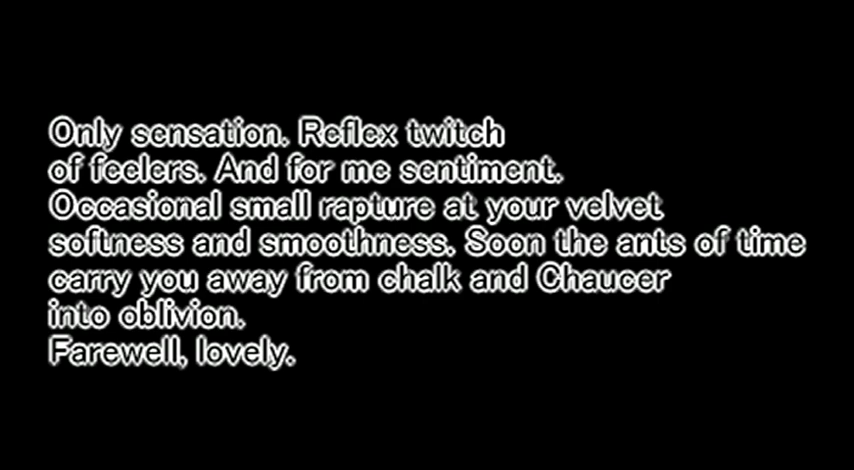 Only sensation. Reflex twitch
of feelers. And for me sentiment.
Occasional small rapture at your velvet
softness and smoothness. Soon the ants of time
carry you away from chalk and Chaucer
into oblivion.
Farewell, lovely.